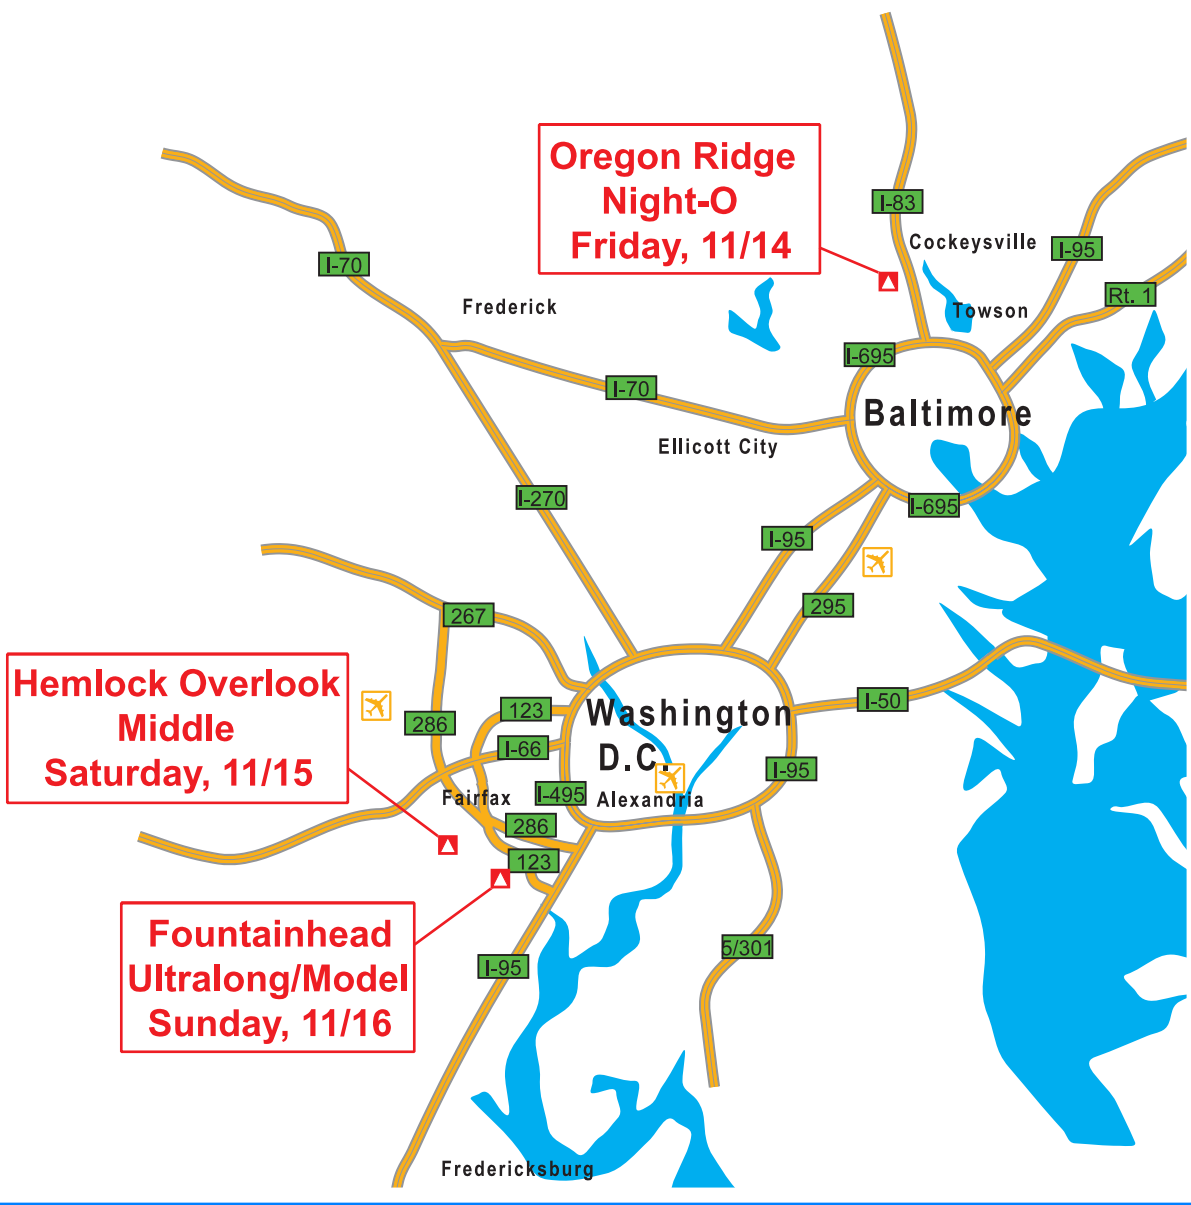 I-83
Oregon Ridge
Night-O
Friday, 11/14
Cockeysville
I-95
I-70
Rt. 1
Frederick
Towson
I-695
I-70
Baltimore
Ellicott City
I-270
I-695
I-95
295
267
Hemlock Overlook
Middle
Saturday, 11/15
286
123
I-66
Washington
D.C.
I-50
I-95
I-495
Fairfax
Alexandria
286
123
Fountainhead
Ultralong/Model
Sunday, 11/16
I-95
5/301
Fredericksburg